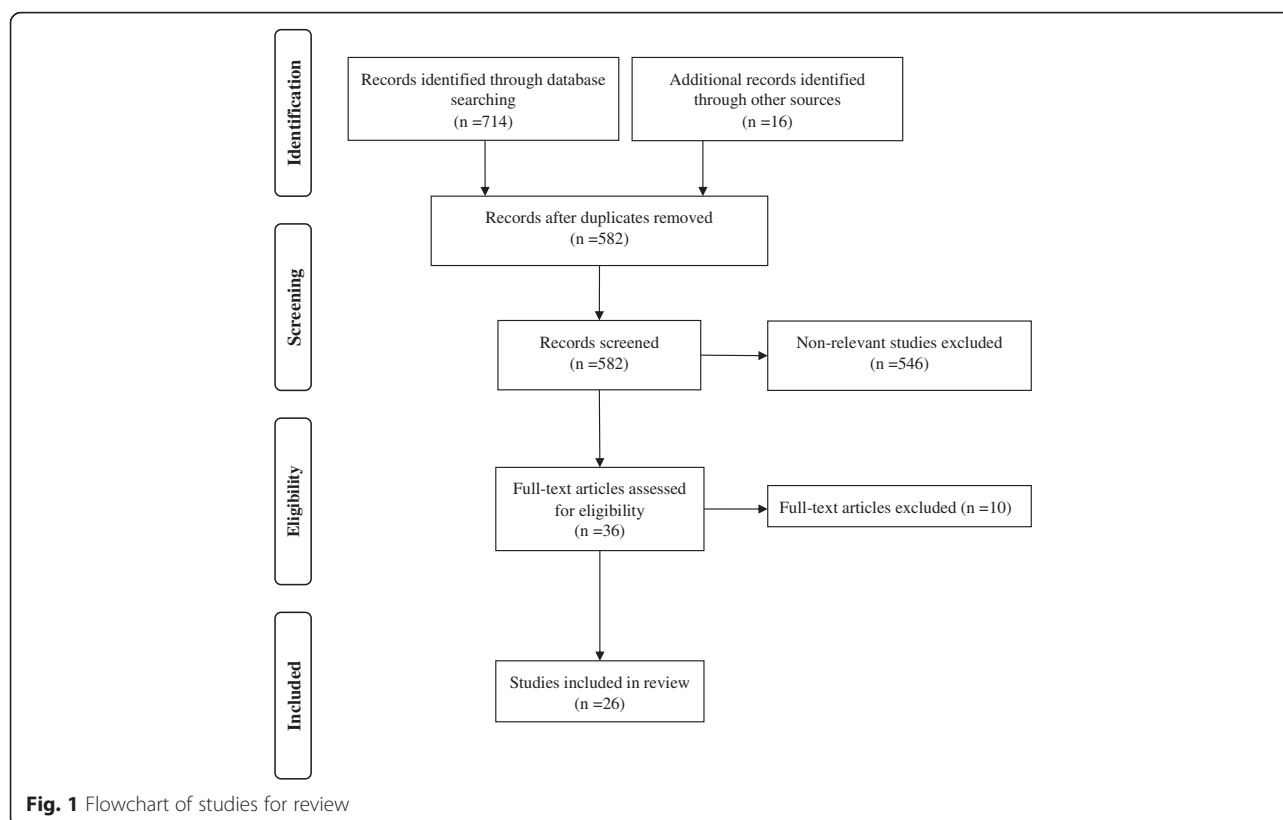 Identification
Records identified through database
searching
(n =714)
Additional records identified
through other sources
(n =16)
Records after duplicates removed
(n =582)
Screening
Records screened
(n =582)
Non-relevant studies excluded
(n =546)
Eligibility
Full-text articles assessed
for eligibility
(n =36)
Full-text articles excluded (n =10)
Included
Studies included in review
(n =26)
Fig. 1 Flowchart of studies for review